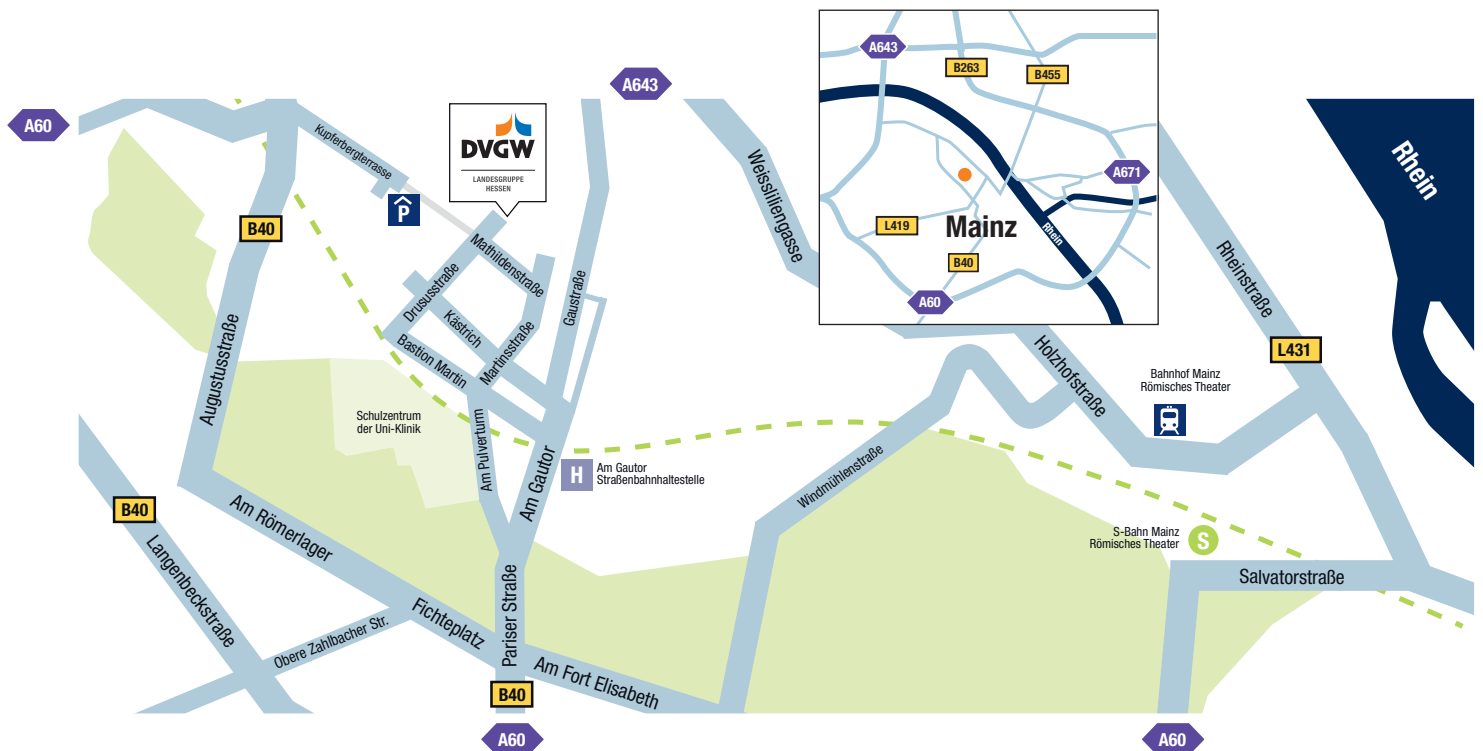 A643
B263
B455
A671
L419
Mainz
Rhein
B40
A60
A643
A60
DVGW
LANDESGRUPPE
HESSEN
Kupferbergterrasse
P
Weissliliengasse
Rhein
B40
Mathildenstraße
Drususstraße
Gaustraße
Rheinstraße
Kästrich
Martinsstraße
Bastion Martin
Augustusstraße
Holzhofstraße
L431
Bahnhof Mainz
Römisches Theater
Schulzentrum
der Uni-Klinik
Am Pulverturm
Am Gautor
H
Am Gautor
Straßenbahnhaltestelle
Windmühlenstraße
B40
Am Römerlager
Langenbeckstraße
S-Bahn Mainz
Römisches Theater
S
Salvatorstraße
Fichteplatz
Obere Zahlbacher Str.
Pariser Straße
Am Fort Elisabeth
B40
A60
A60